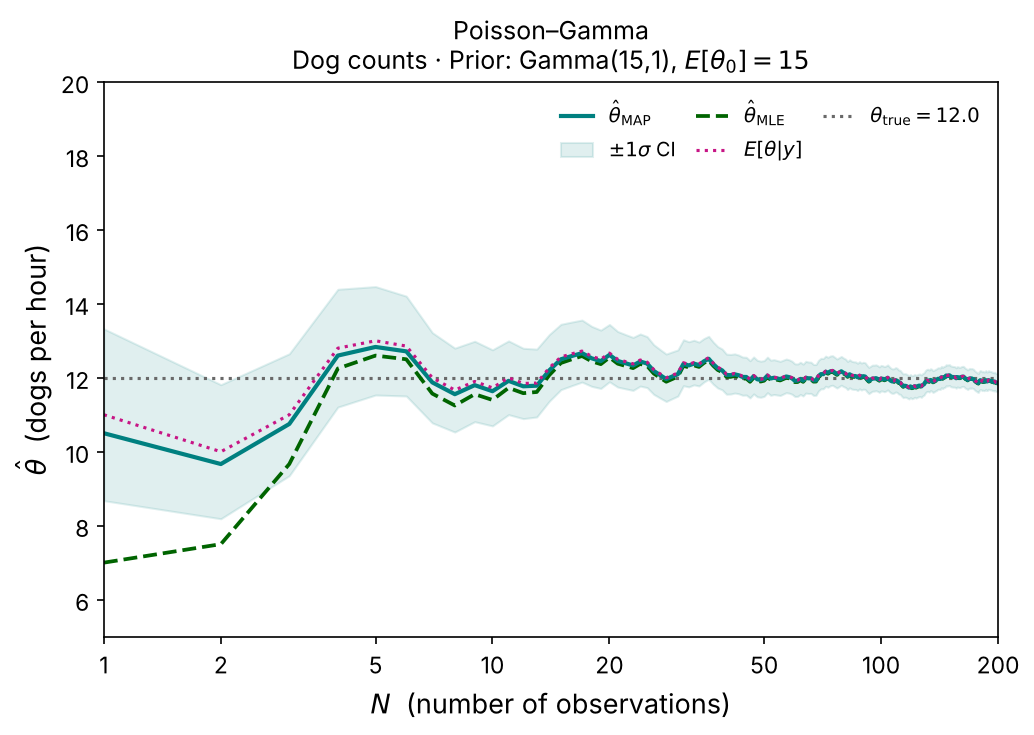 Poisson–Gamma
Dog counts · Prior: Gamma(15,1), E[θ₀] = 15
θ̂_MAP
θ̂_MLE
θ_true = 12.0
±1σ CI
E[θ|y]
20
18
16
14
12
10
8
6
θ̂ (dogs per hour)
1 2 5 10 20 50 100 200
N (number of observations)